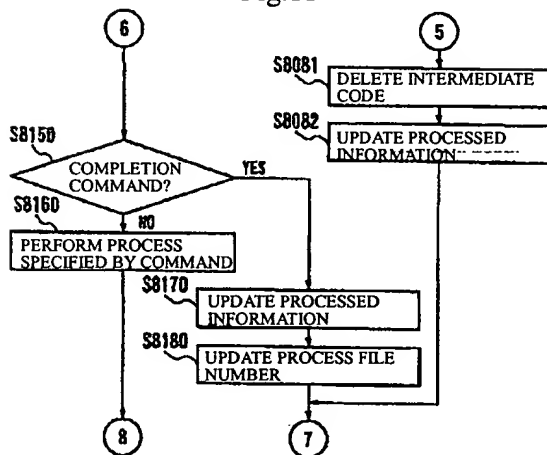 6
5
S8081
DELETE INTERMEDIATE
CODE
S8082
UPDATE PROCESSED
INFORMATION
S8150
COMPLETION
COMMAND?
YES
NO
S8160
PERFORM PROCESS
SPECIFIED BY COMMAND
S8170
UPDATE PROCESSED
INFORMATION
S8180
UPDATE PROCESS FILE
NUMBER
8
7